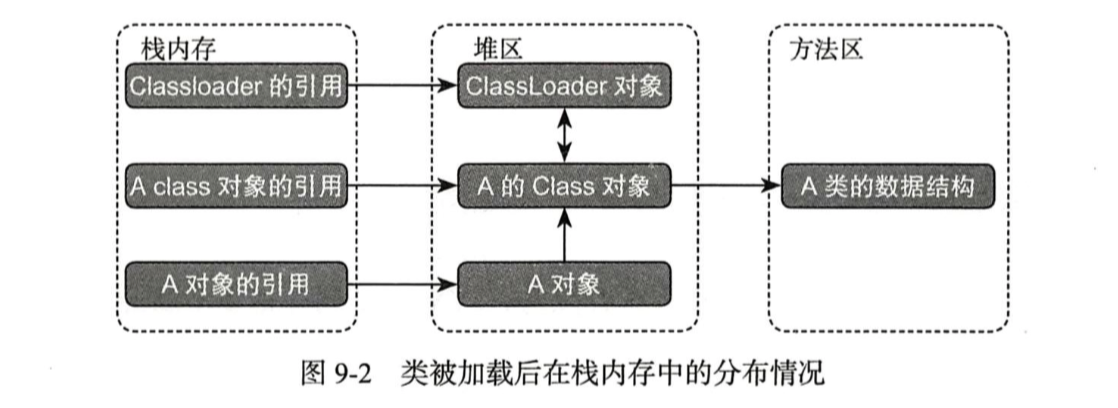 栈内存 堆区 方法区
Classloader 的引用 ClassLoader 对象
A class 对象的引用 A 的 Class 对象 A 类的数据结构
A 对象的引用 A 对象
图 9-2 类被加载后在栈内存中的分布情况